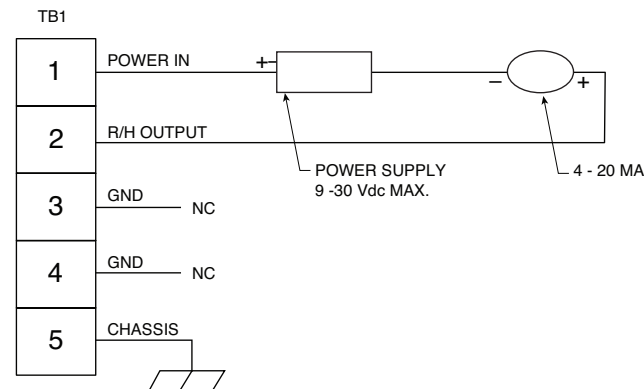 TB1
1 POWER IN +− − +
2 R/H OUTPUT
POWER SUPPLY
9 -30 Vdc MAX.
4 - 20 MA
3 GND NC
4 GND NC
5 CHASSIS